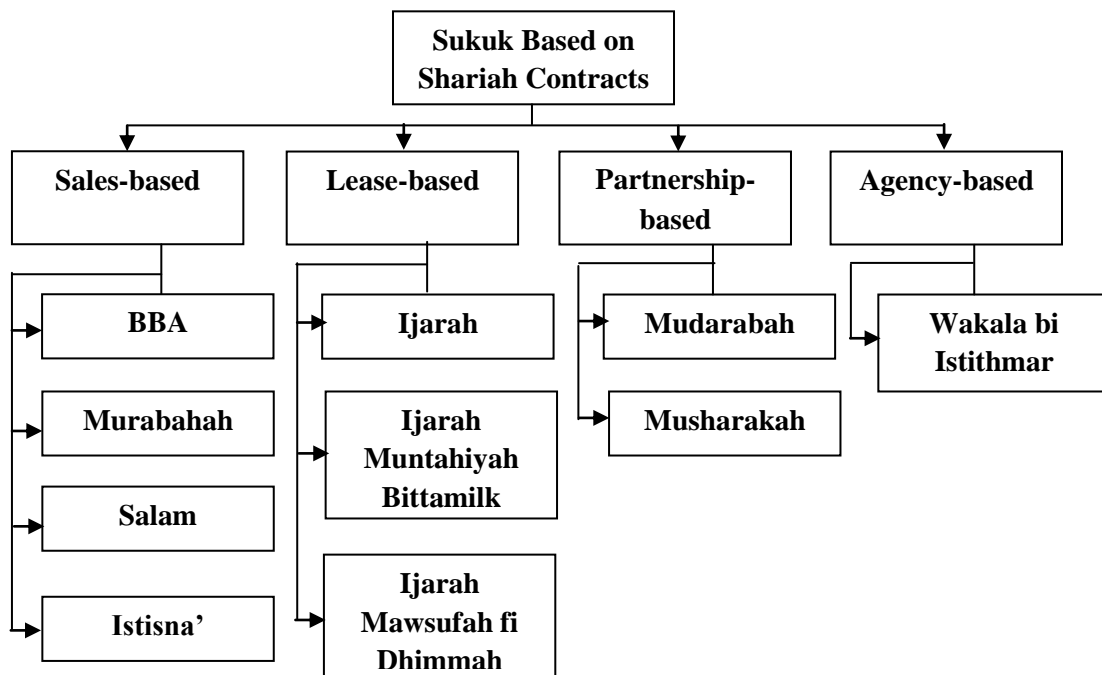 Sukuk Based on
Shariah Contracts
Sales-based
Lease-based
Partnership-
based
Agency-based
BBA
Murabahah
Salam
Istisna’
Ijarah
Ijarah
Muntahiyah
Bittamilk
Ijarah
Mawsufah fi
Dhimmah
Mudarabah
Musharakah
Wakala bi
Istithmar